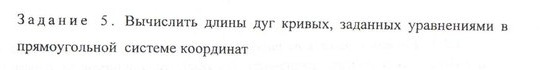 Задание 5. Вычислить длины дуг кривых, заданных уравнениями в
прямоугольной системе координат